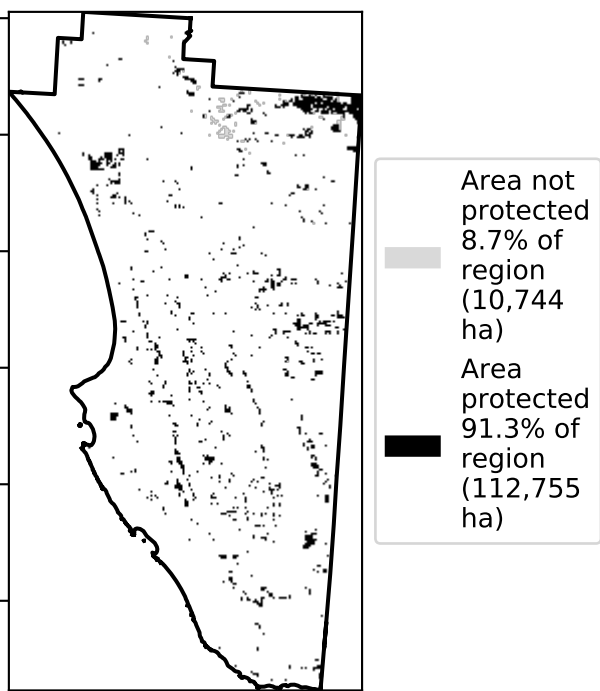 Area not
protected
8.7% of
region
(10,744
ha)
Area
protected
91.3% of
region
(112,755
ha)